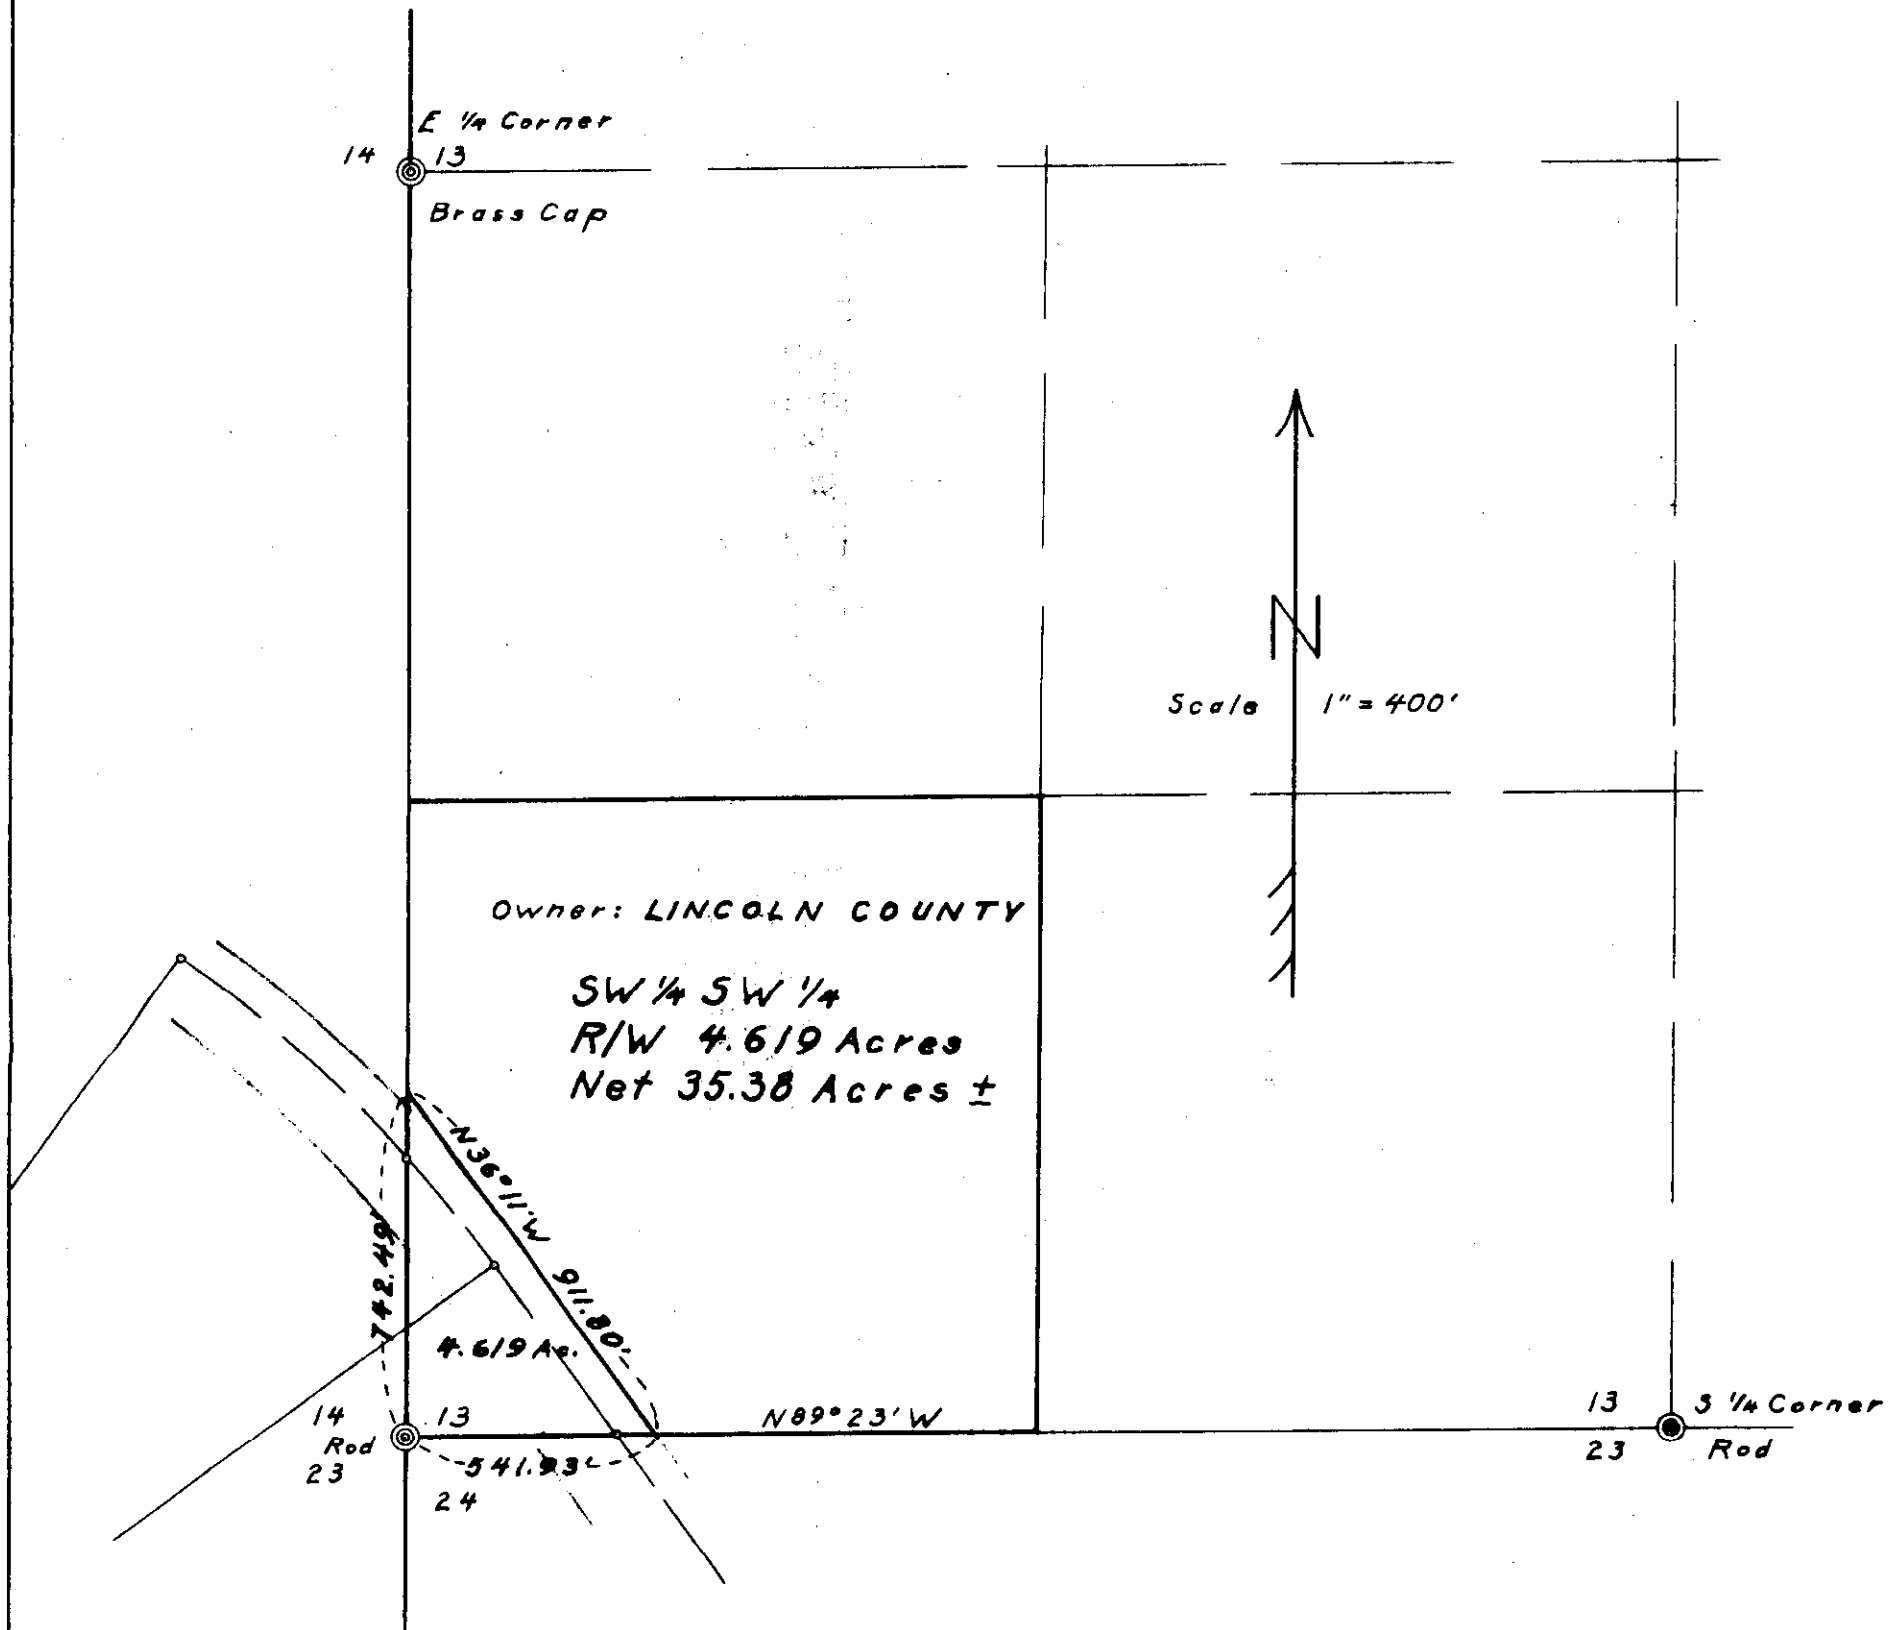 E 1/4 Corner
14 13
Brass Cap
N
Scale 1" = 400'
Owner: LINCOLN COUNTY
SW 1/4 SW 1/4
R/W 4.619 Acres
Net 35.38 Acres ±
N36°11'W 911.80'
742.49'
4.619 Ac.
14 13
Rod
23
24
541.93'
N89°23'W
13 S 1/4 Corner
23 Rod